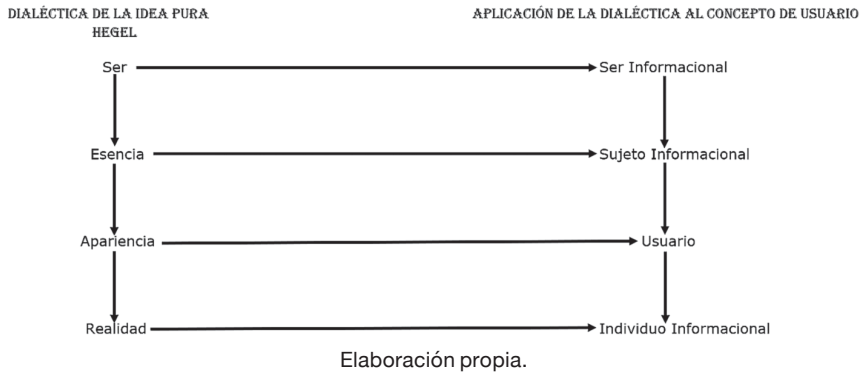 DIALÉCTICA DE LA IDEA PURA
HEGEL
APLICACIÓN DE LA DIALÉCTICA AL CONCEPTO DE USUARIO
Ser
Ser Informacional
Esencia
Sujeto Informacional
Apariencia
Usuario
Realidad
Individuo Informacional
Elaboración propia.